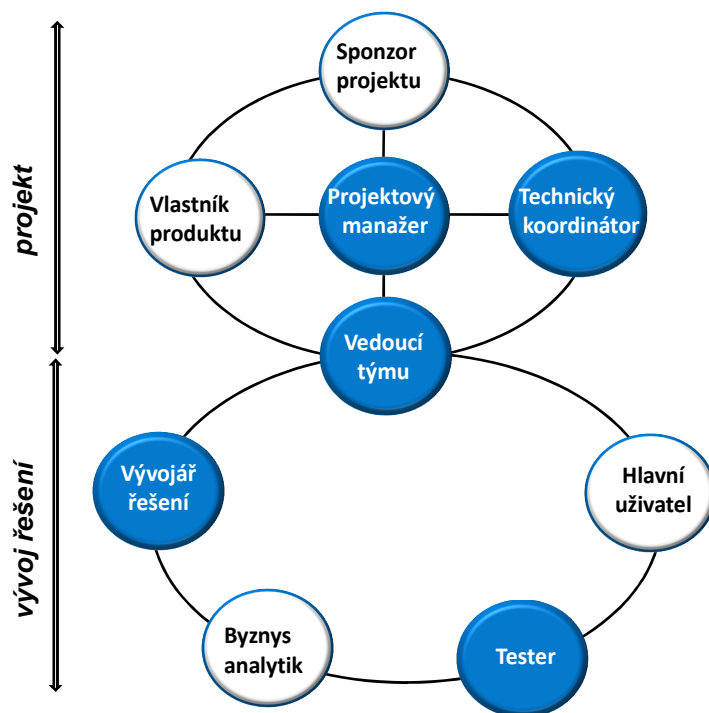 projekt
Sponzor
projektu
Vlastník
produktu
Projektový
manažer
Technický
koordinátor
Vedoucí
týmu
vývoj řešení
Vývojář
řešení
Hlavní
uživatel
Byznys
analytik
Tester